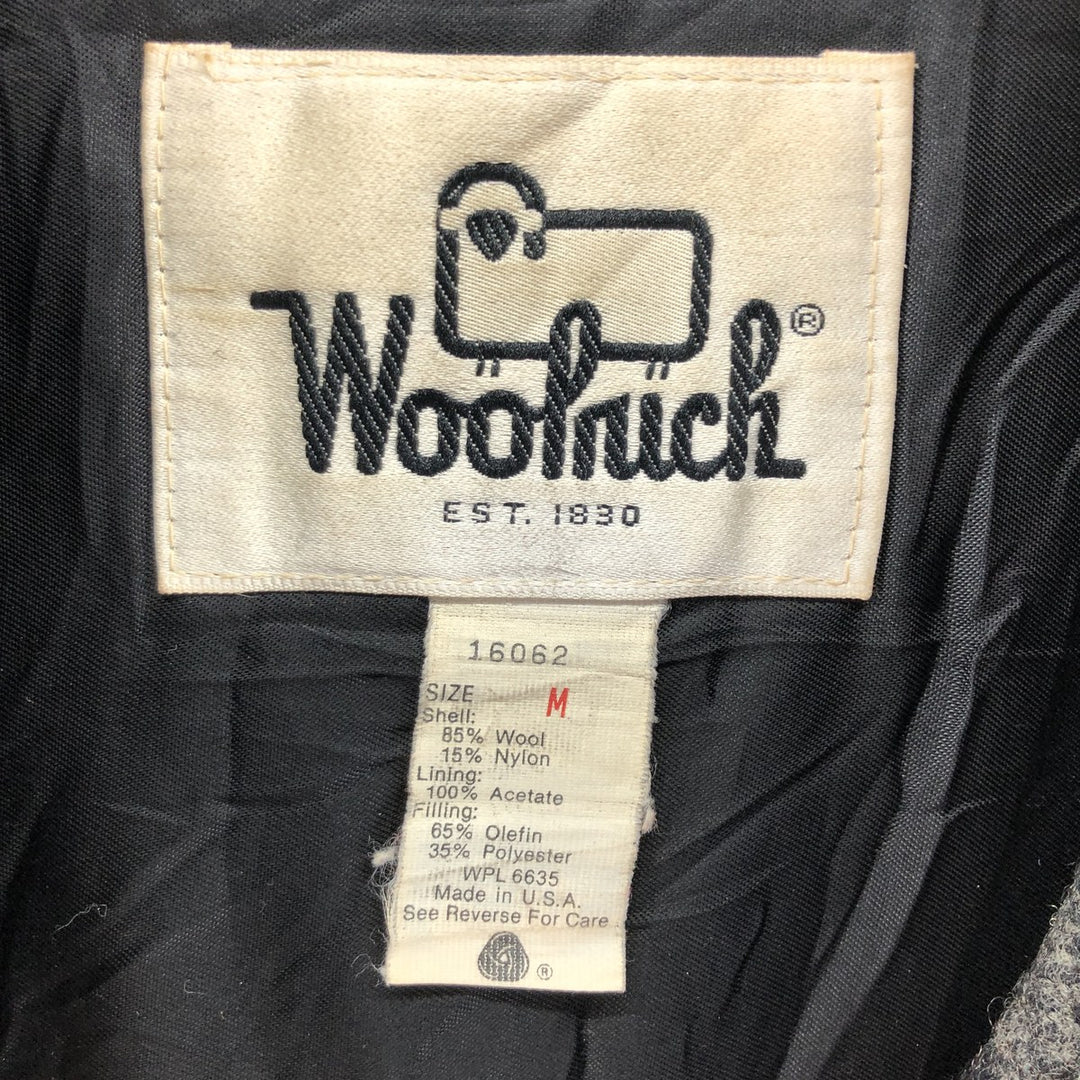 Woolrich®
EST. 1830
16062
SIZE M
Shell:
85% Wool
15% Nylon
Lining:
100% Acetate
Filling:
65% Olefin
35% Polyester
WPL 6635
Made in U.S.A.
See Reverse For Care
®